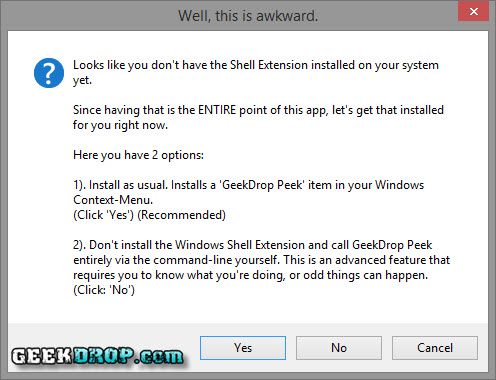 Well, this is awkward.
Looks like you don't have the Shell Extension installed on your system
yet.
Since having that is the ENTIRE point of this app, let's get that installed
for you right now.
Here you have 2 options:
1). Install as usual. Installs a 'GeekDrop Peek' item in your Windows
Context-Menu.
(Click 'Yes') (Recommended)
2). Don't install the Windows Shell Extension and call GeekDrop Peek
entirely via the command-line yourself. This is an advanced feature that
requires you to know what you're doing, or odd things can happen.
(Click: 'No')
Yes No Cancel
GEEKDROP.com